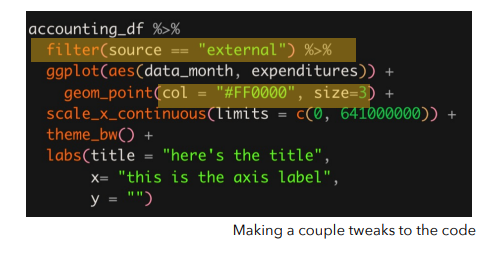 accounting_df %>%
filter(source == "external") %>%
ggplot(aes(data_month, expenditures)) +
geom_point(col = "#FF0000", size=3) +
scale_x_continuous(limits = c(0, 641000000)) +
theme_bw() +
labs(title = "here's the title",
x= "this is the axis label",
y = "")
Making a couple tweaks to the code